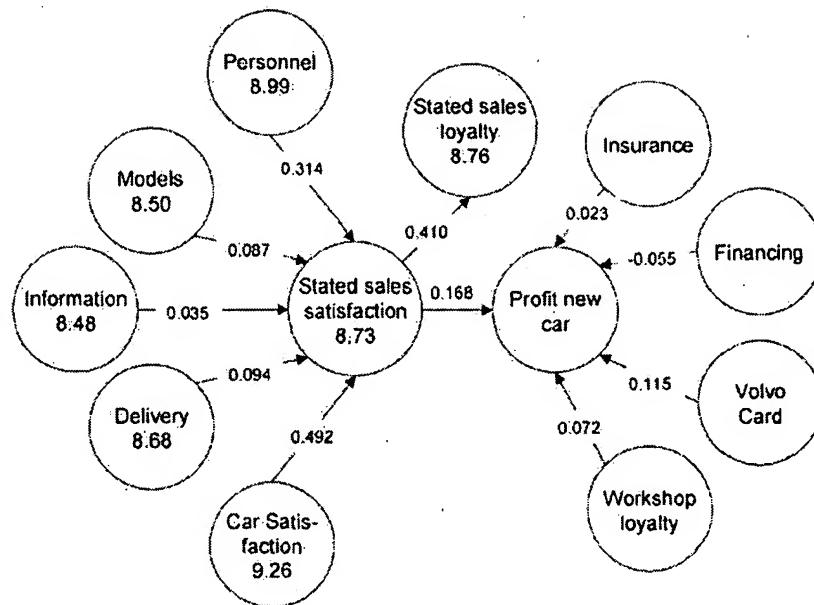 Personnel
8.99
Stated sales
loyalty
8.76
Insurance
Models
8.50
0.314
0.023
0.410
0.087
-0.055
Financing
Information
8.48
0.035
Stated sales
satisfaction
8.73
0.168
Profit new
car
Delivery
8.68
0.094
0.115
Volvo
Card
0.492
0.072
Car Satis-
faction
9.26
Workshop
loyalty